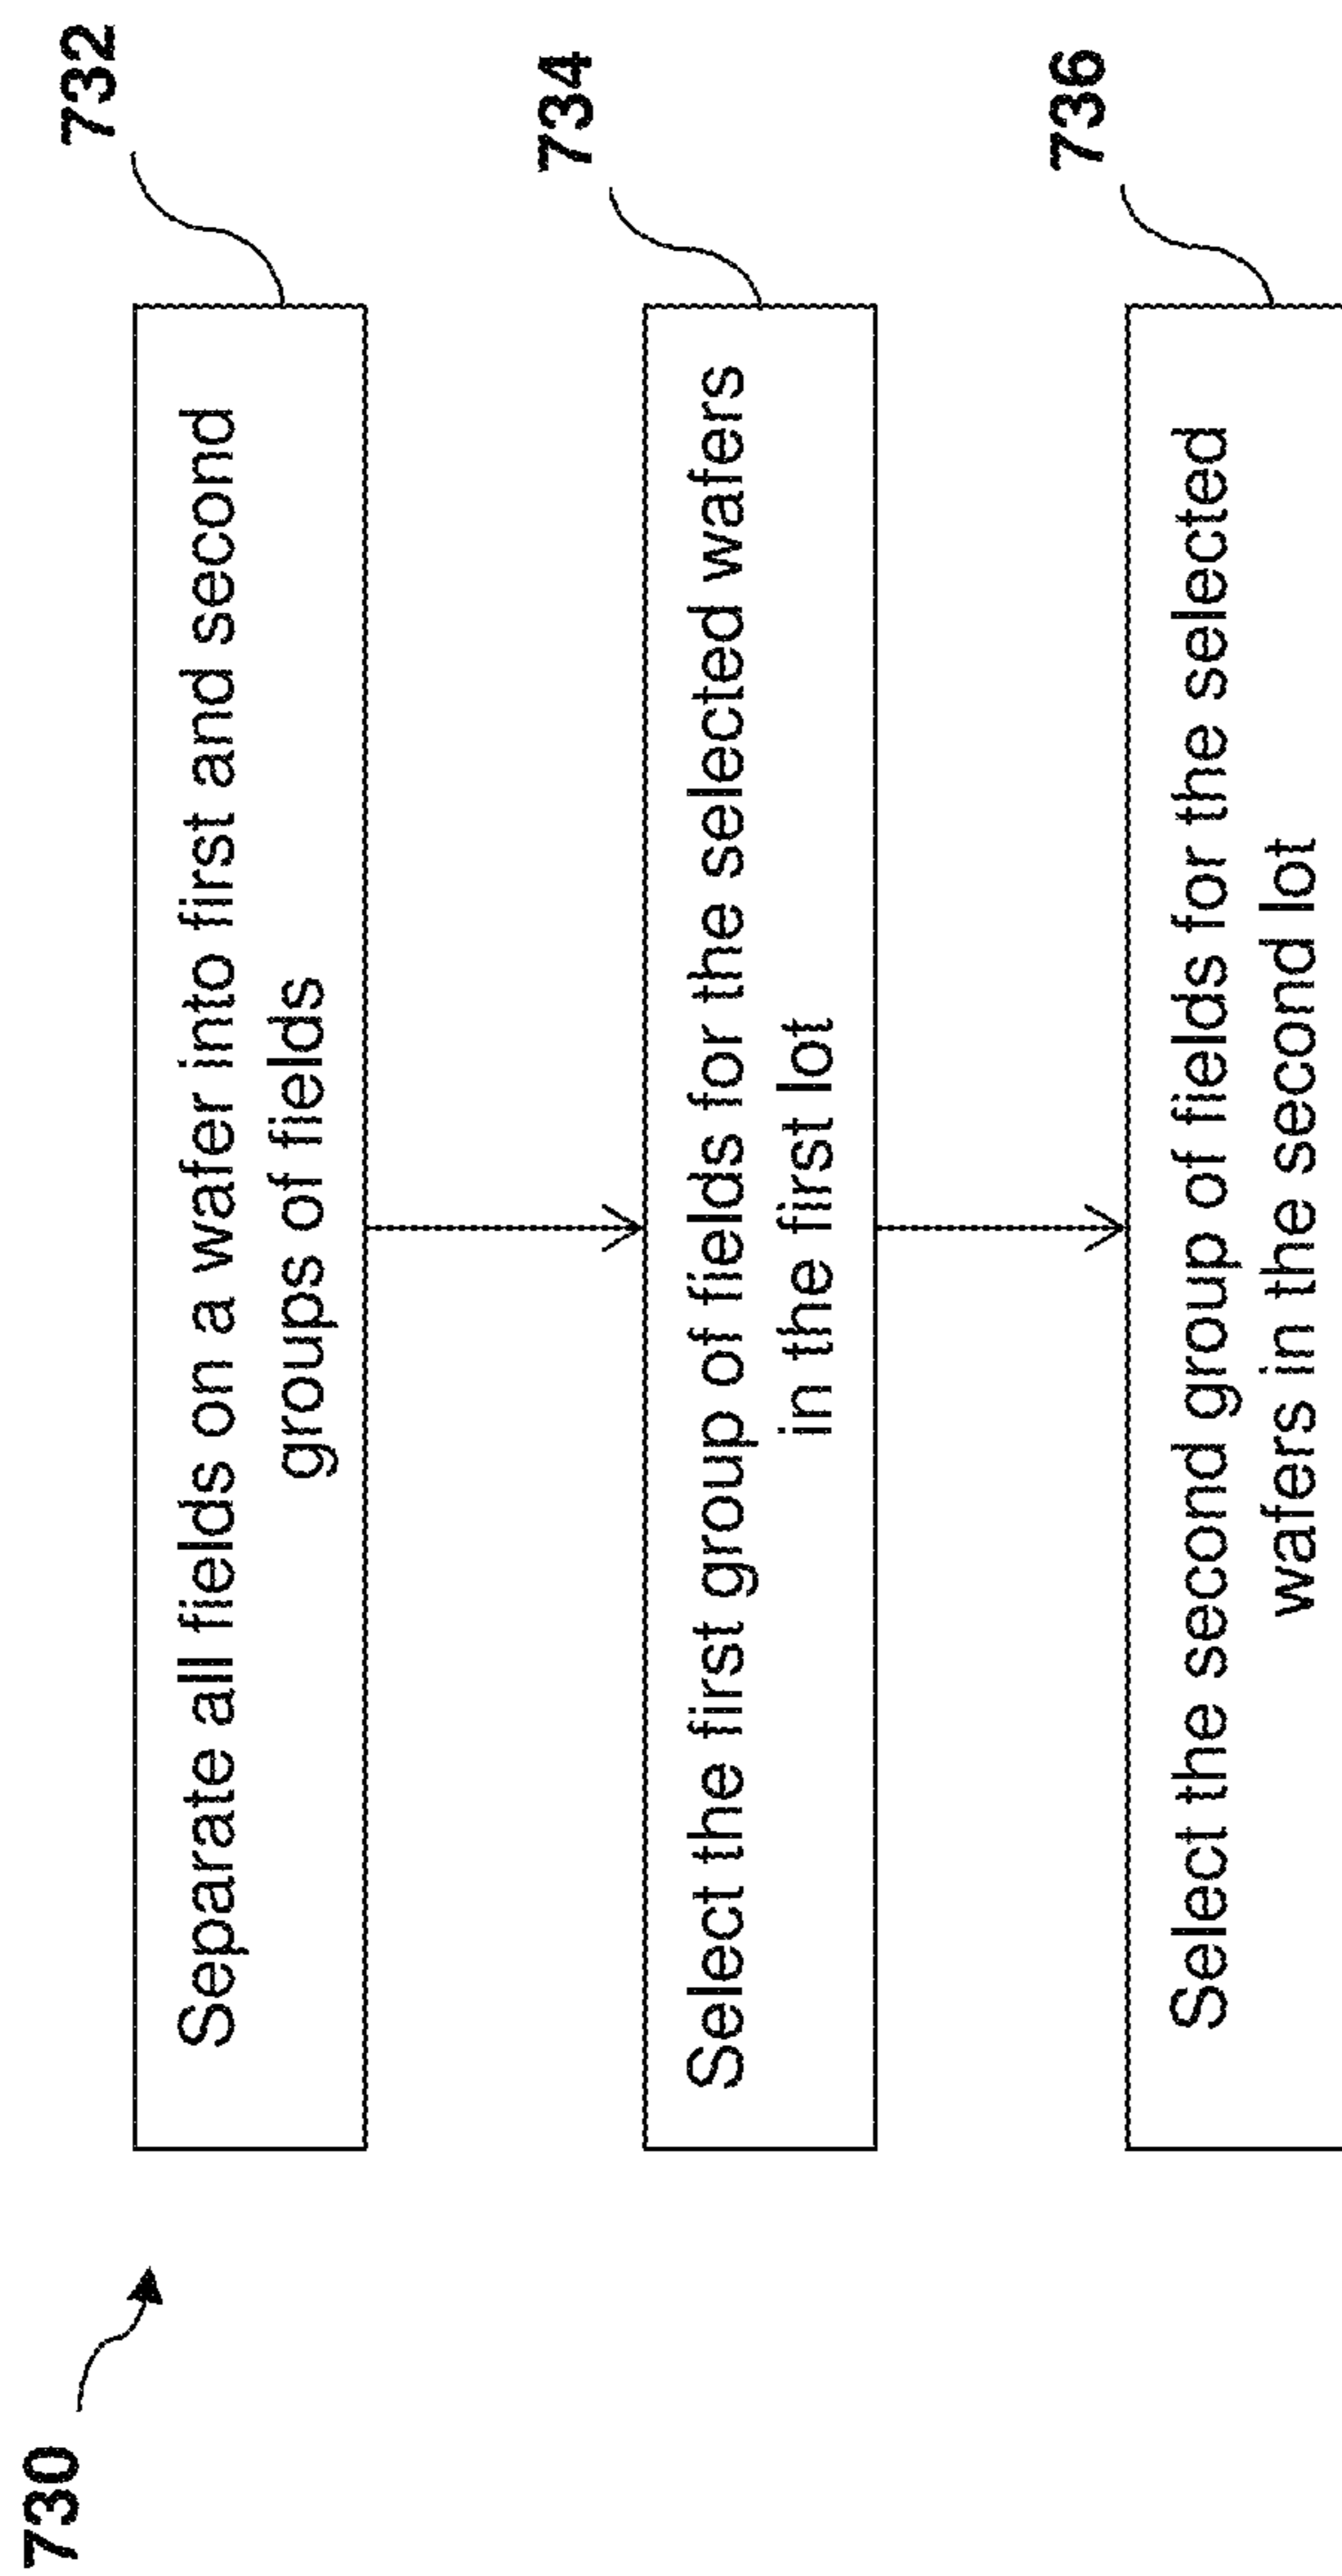 730
732
Separate all fields on a wafer into first and second
groups of fields
734
Select the first group of fields for the selected wafers
in the first lot
736
Select the second group of fields for the selected
wafers in the second lot